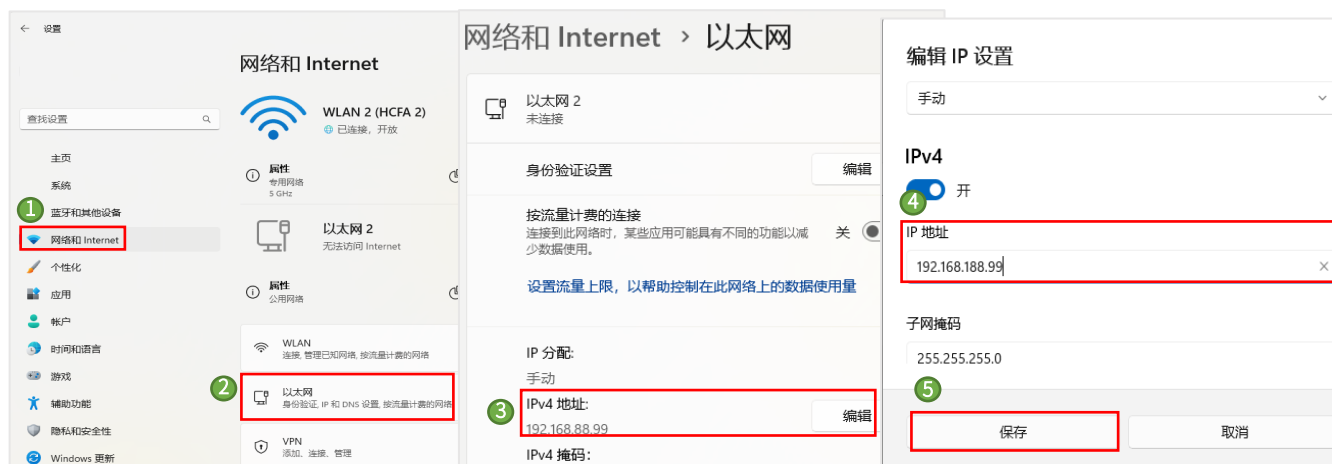 设置
网络和 Internet
WLAN 2 (HCFA 2)
已连接，开放
查找设置
属性
专用网络
5 GHz
主页
系统
1
蓝牙和其他设备
网络和 Internet
个性化
应用
帐户
时间和语言
游戏
辅助功能
隐私和安全性
Windows 更新
以太网 2
无法访问 Internet
属性
公用网络
WLAN
连接, 管理已知网络, 按流量计费的网络
2
以太网
身份验证, IP 和 DNS 设置, 按流量计费的网络
VPN
添加、连接、管理
网络和 Internet › 以太网
以太网 2
未连接
身份验证设置
编辑
按流量计费的连接
连接到此网络时，某些应用可能具有不同的功能以减
少数据使用。
关
设置流量上限，以帮助控制在此网络上的数据使用量
IP 分配:
手动
3
IPv4 地址:
192.168.88.99
编辑
IPv4 掩码:
编辑 IP 设置
手动
IPv4
开
4
IP 地址
192.168.188.99
子网掩码
255.255.255.0
5
保存
取消